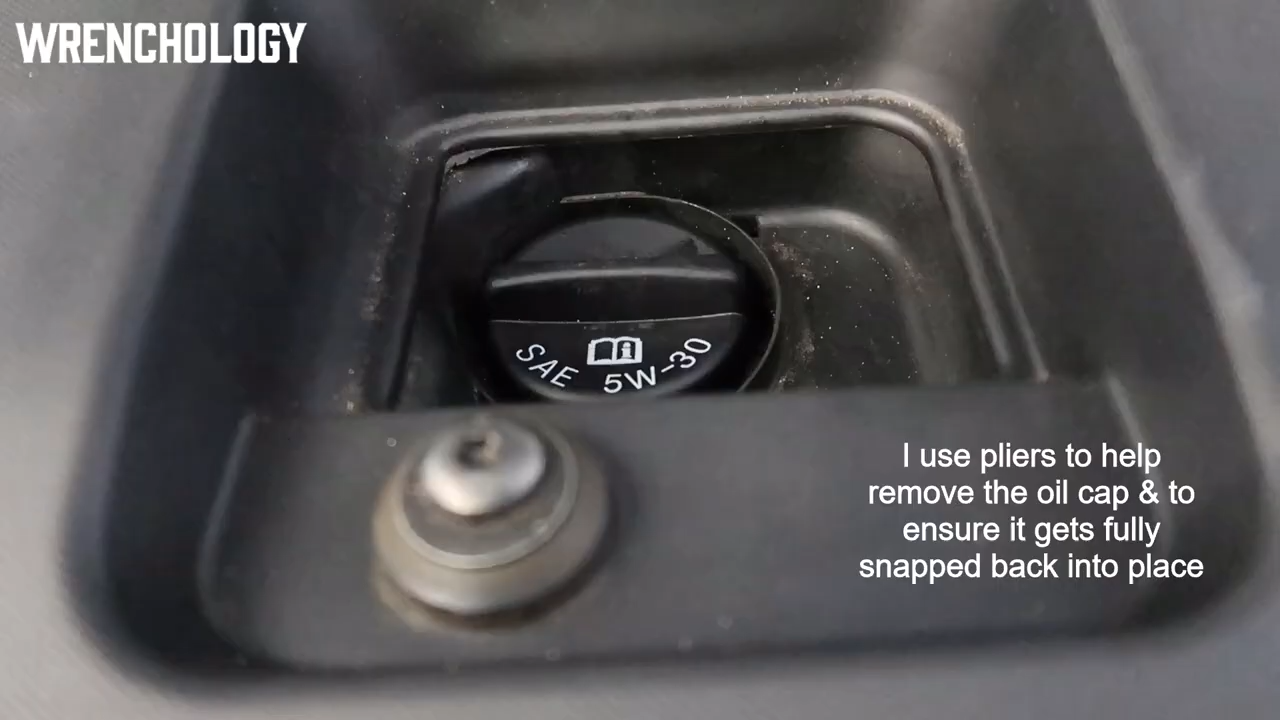 WRENCHOLOGY
SAE 5W-30
I use pliers to help
remove the oil cap & to
ensure it gets fully
snapped back into place